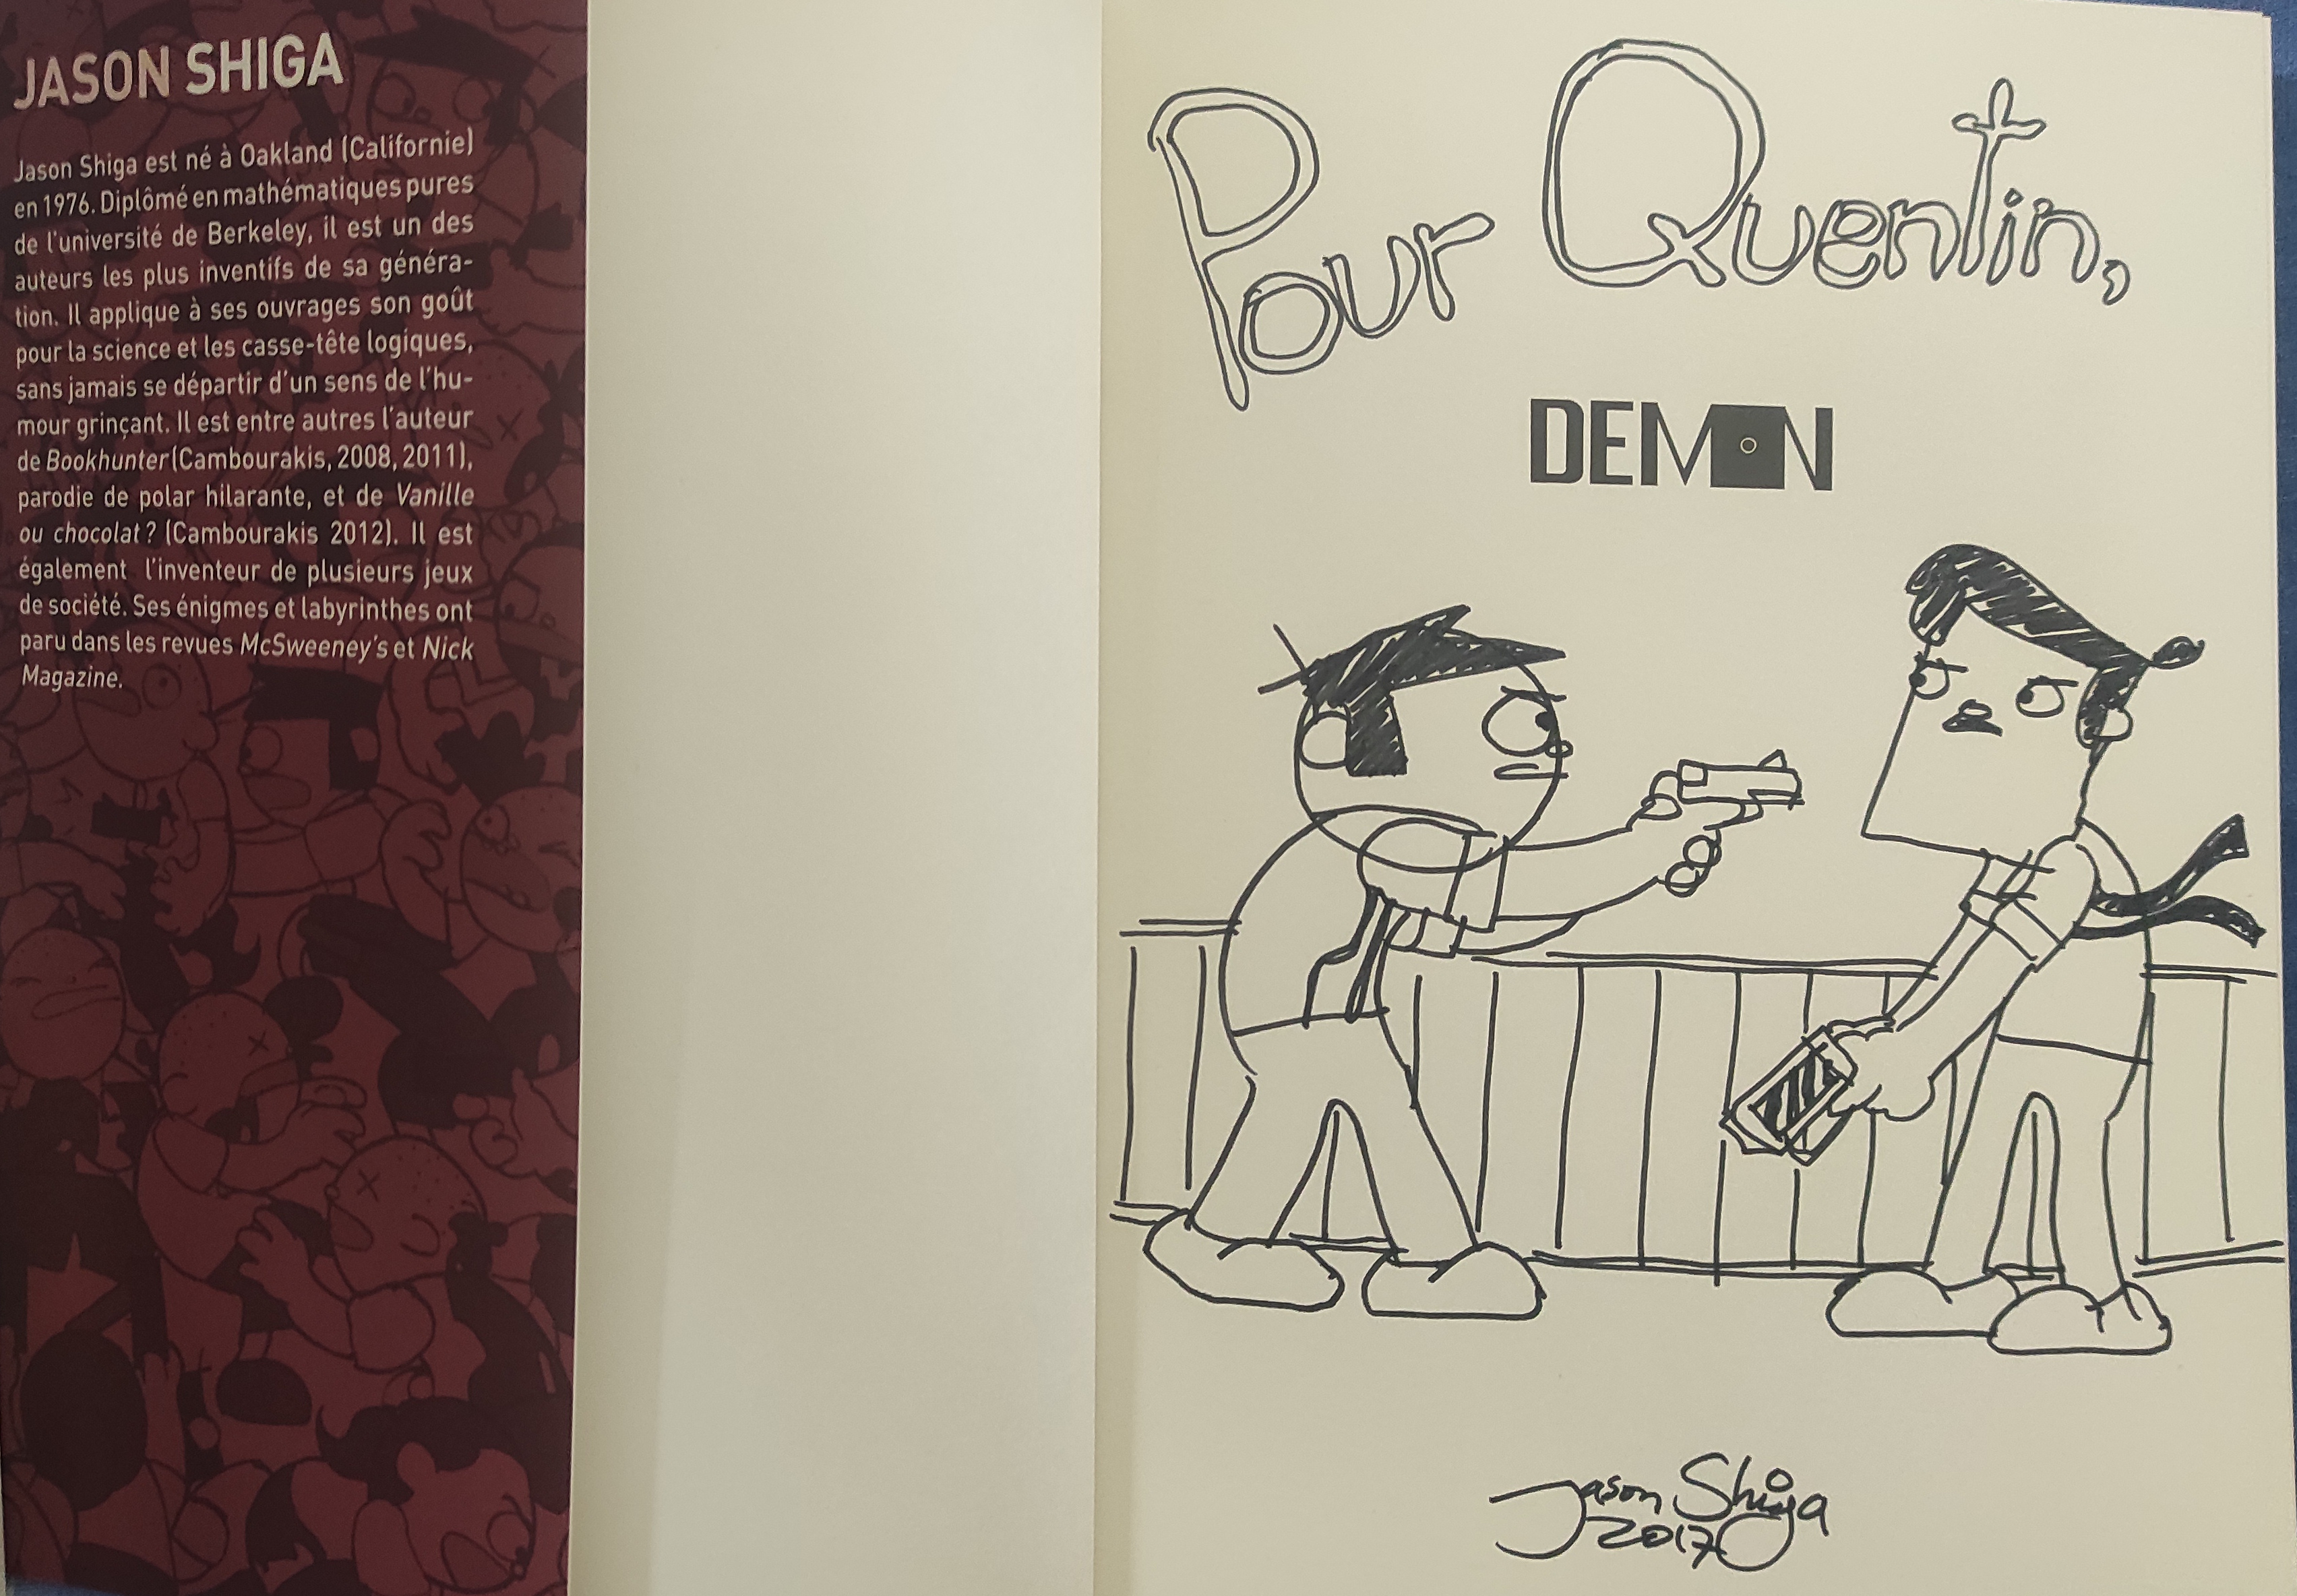 JASON SHIGA
Jason Shiga est né à Oakland (Californie)
en 1976. Diplômé en mathématiques pures
de l'université de Berkeley, il est un des
auteurs les plus inventifs de sa généra-
tion. Il applique à ses ouvrages son goût
pour la science et les casse-tête logiques,
sans jamais se départir d'un sens de l'hu-
mour grinçant. Il est entre autres l'auteur
de Bookhunter (Cambourakis, 2008, 2011),
parodie de polar hilarante, et de Vanille
ou chocolat ? (Cambourakis 2012). Il est
également l'inventeur de plusieurs jeux
de société. Ses énigmes et labyrinthes ont
paru dans les revues McSweeney's et Nick
Magazine.
Pour Quentin,
DEMON
Jason Shiga
2017